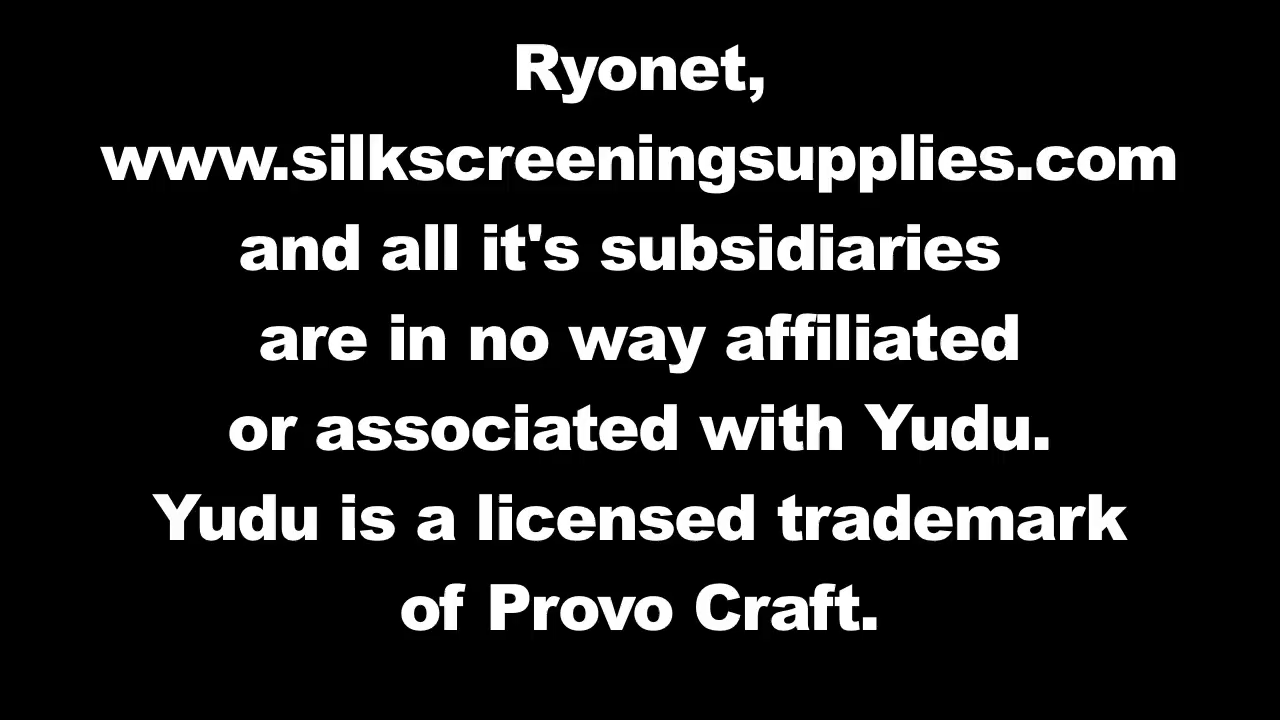 Ryonet,
www.silkscreeningsupplies.com
and all it's subsidiaries
are in no way affiliated
or associated with Yudu.
Yudu is a licensed trademark
of Provo Craft.